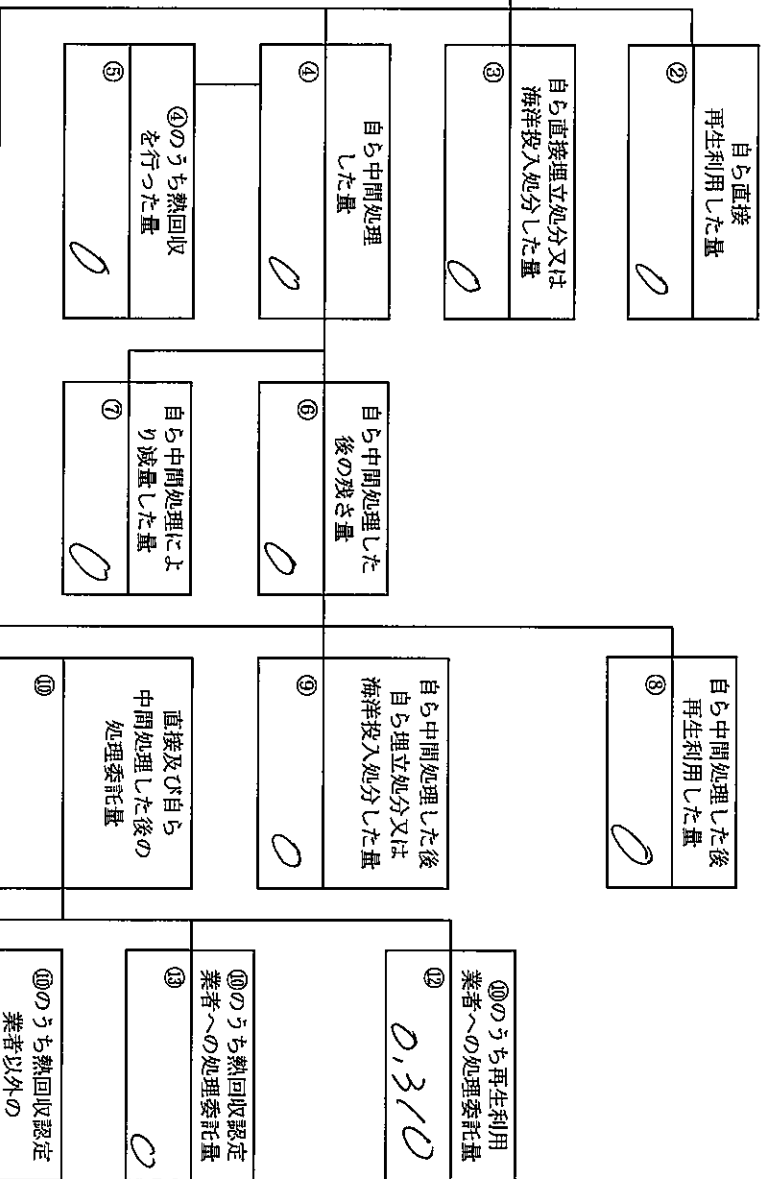 自ら直接
再生利用した量
②
0
自ら直接埋立処分又は
海洋投入処分した量
③
0
自ら中間処理
した量
④
0
④のうち熱回収
を行った量
⑤
0
自ら中間処理した
後の残さ量
⑥
0
自ら中間処理によ
り減量した量
⑦
0
自ら中間処理した後
再生利用した量
⑧
0
自ら中間処理した後
自ら埋立処分又は
海洋投入処分した量
⑨
0
直接及び自ら
中間処理した後の
処理委託量
⑩
⑩のうち再生利用
業者への処理委託量
⑫
0.310
⑩のうち熱回収認定
業者への処理委託量
⑬
0
⑩のうち熱回収認定
業者以外の